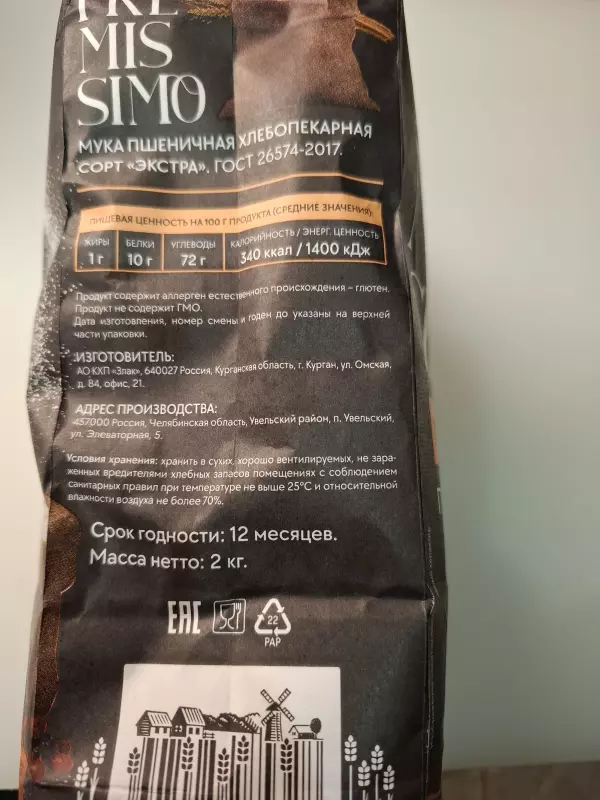 MIS
SIMO
МУКА ПШЕНИЧНАЯ ХЛЕБОПЕКАРНАЯ
СОРТ «ЭКСТРА», ГОСТ 26574-2017.
ПИЩЕВАЯ ЦЕННОСТЬ НА 100 Г ПРОДУКТА (СРЕДНИЕ ЗНАЧЕНИЯ):
ЖИРЫ БЕЛКИ УГЛЕВОДЫ КАЛОРИЙНОСТЬ / ЭНЕРГ. ЦЕННОСТЬ
1 г 10 г 72 г 340 ккал / 1400 кДж
Продукт содержит аллерген естественного происхождения – глютен.
Продукт не содержит ГМО.
Дата изготовления, номер смены и годен до указаны на верхней
части упаковки.
ИЗГОТОВИТЕЛЬ:
АО КХП «Злак», 640027 Россия, Курганская область, г. Курган, ул. Омская,
д. 84, офис, 21.
АДРЕС ПРОИЗВОДСТВА:
457000 Россия, Челябинская область, Увельский район, п. Увельский,
ул. Элеваторная, 5.
Условия хранения: хранить в сухих, хорошо вентилируемых, не зара-
женных вредителями хлебных запасов помещениях с соблюдением
санитарных правил при температуре не выше 25°С и относительной
влажности воздуха не более 70%.
Срок годности: 12 месяцев.
Масса нетто: 2 кг.
EAC
22
PAP